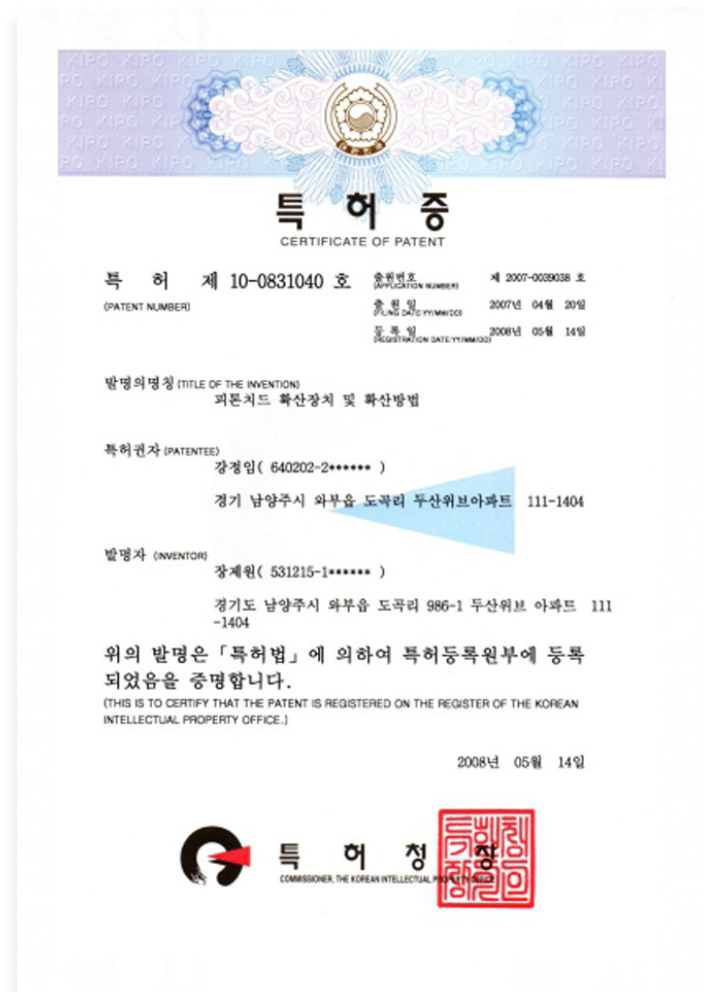 KIPO KIPO KIPO KIPO KIPO KIPO
특 허 증
CERTIFICATE OF PATENT
특 허 제 10-0831040 호
(PATENT NUMBER)
출원번호 제 2007-0039038 호
(APPLICATION NUMBER)
출 원 일 2007년 04월 20일
(FILING DATE:YY/MM/DD)
등 록 일 2008년 05월 14일
(REGISTRATION DATE:YY/MM/DD)
발명의명칭 (TITLE OF THE INVENTION)
피톤치드 확산장치 및 확산방법
특허권자 (PATENTEE)
강정임( 640202-2****** )
경기 남양주시 와부읍 도곡리 두산위브아파트 111-1404
발명자 (INVENTOR)
장제원( 531215-1****** )
경기도 남양주시 와부읍 도곡리 986-1 두산위브 아파트 111
-1404
위의 발명은 「특허법」에 의하여 특허등록원부에 등록
되었음을 증명합니다.
(THIS IS TO CERTIFY THAT THE PATENT IS REGISTERED ON THE REGISTER OF THE KOREAN
INTELLECTUAL PROPERTY OFFICE.)
2008년 05월 14일
특 허 청 장
COMMISSIONER, THE KOREAN INTELLECTUAL PROPERTY OFFICE